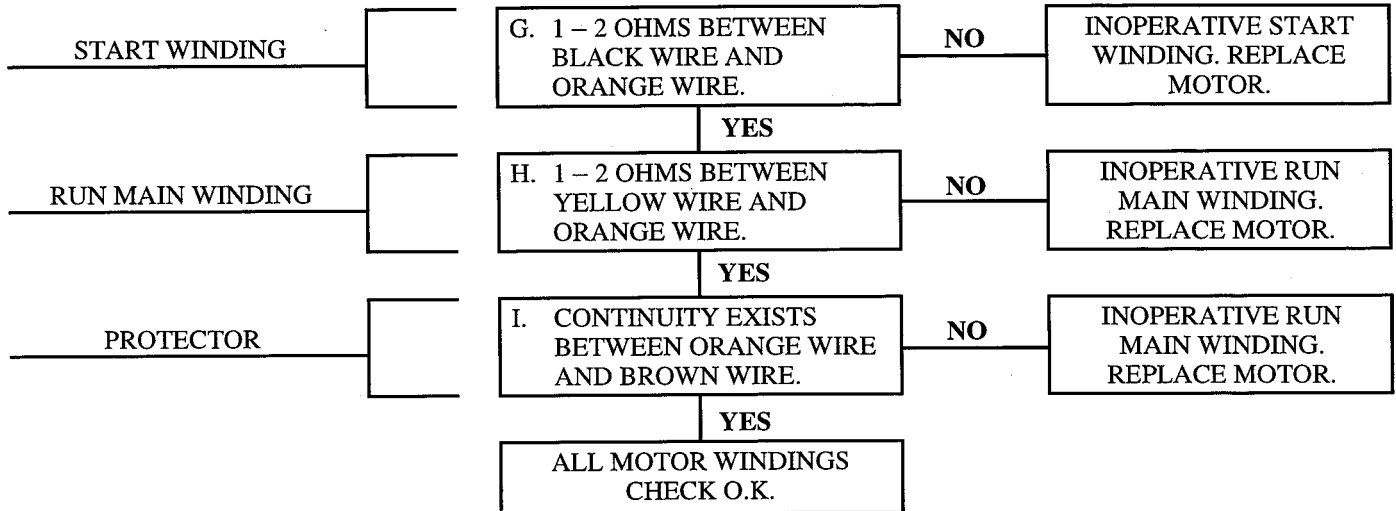 START WINDING
G. 1 – 2 OHMS BETWEEN
BLACK WIRE AND
ORANGE WIRE.
NO
INOPERATIVE START
WINDING. REPLACE
MOTOR.
YES
RUN MAIN WINDING
H. 1 – 2 OHMS BETWEEN
YELLOW WIRE AND
ORANGE WIRE.
NO
INOPERATIVE RUN
MAIN WINDING.
REPLACE MOTOR.
YES
PROTECTOR
I. CONTINUITY EXISTS
BETWEEN ORANGE WIRE
AND BROWN WIRE.
NO
INOPERATIVE RUN
MAIN WINDING.
REPLACE MOTOR.
YES
ALL MOTOR WINDINGS
CHECK O.K.